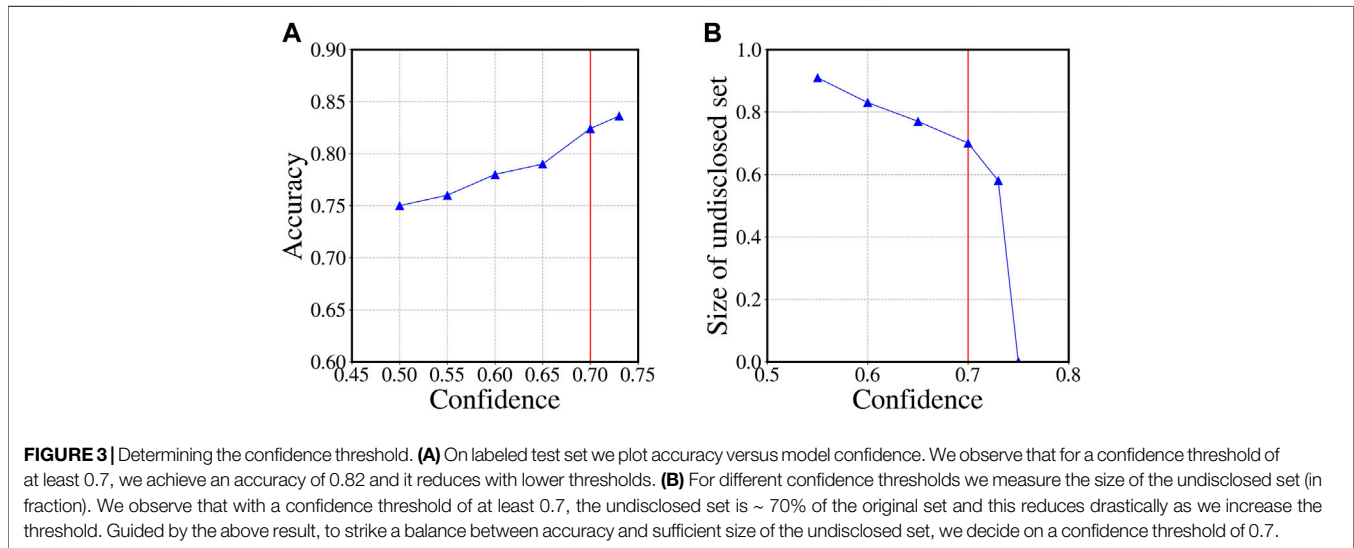 A
0.90
0.85
0.80
0.75
0.70
0.65
0.60
Accuracy
0.45 0.50 0.55 0.60 0.65 0.70 0.75
Confidence
B
1.0
0.8
0.6
0.4
0.2
0.0
Size of undisclosed set
0.5 0.6 0.7 0.8
Confidence
FIGURE 3 | Determining the confidence threshold. (A) On labeled test set we plot accuracy versus model confidence. We observe that for a confidence threshold of
at least 0.7, we achieve an accuracy of 0.82 and it reduces with lower thresholds. (B) For different confidence thresholds we measure the size of the undisclosed set (in
fraction). We observe that with a confidence threshold of at least 0.7, the undisclosed set is ~ 70% of the original set and this reduces drastically as we increase the
threshold. Guided by the above result, to strike a balance between accuracy and sufficient size of the undisclosed set, we decide on a confidence threshold of 0.7.